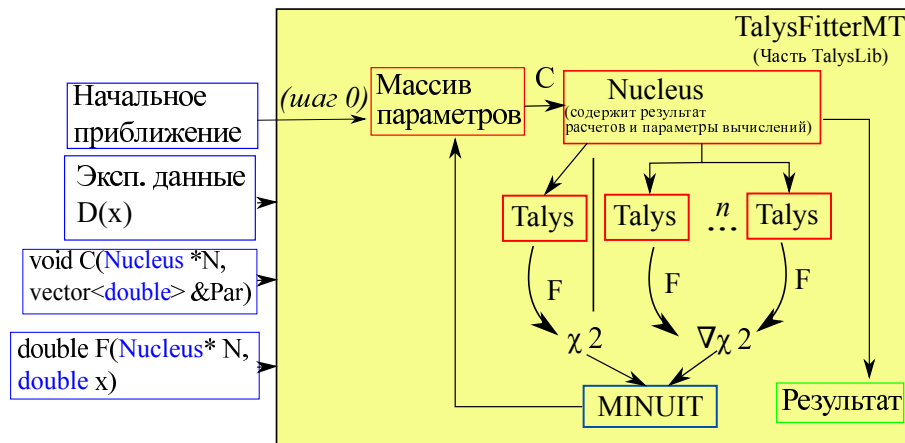 TalysFitterMT
(Часть TalysLib)
Начальное
приближение
(шаг 0)
Массив
параметров
C
Nucleus
(содержит результат
расчетов и параметры вычислений)
Эксп. данные
D(x)
Talys
Talys
n
...
Talys
void C(Nucleus *N,
vector<double> &Par)
F
F
F
double F(Nucleus* N,
double x)
χ 2
∇χ 2
MINUIT
Результат